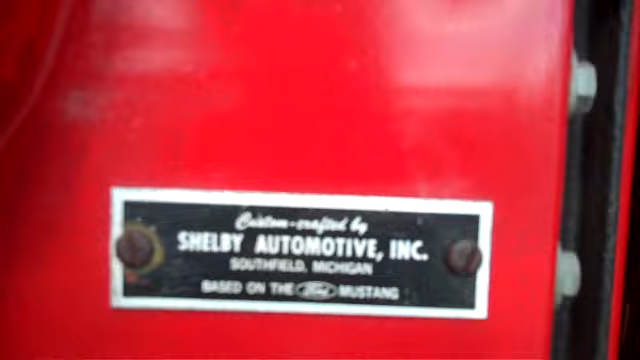 Custom-crafted by
SHELBY AUTOMOTIVE, INC.
SOUTHFIELD, MICHIGAN
BASED ON THE Ford MUSTANG